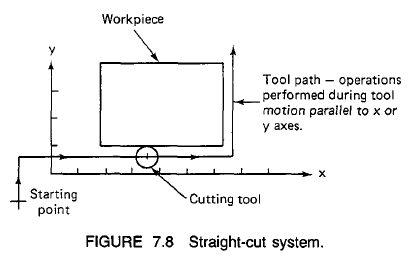 Workpiece
y
Tool path — operations
performed during tool
motion parallel to x or
y axes.
x
Starting
point
Cutting tool
FIGURE 7.8 Straight-cut system.